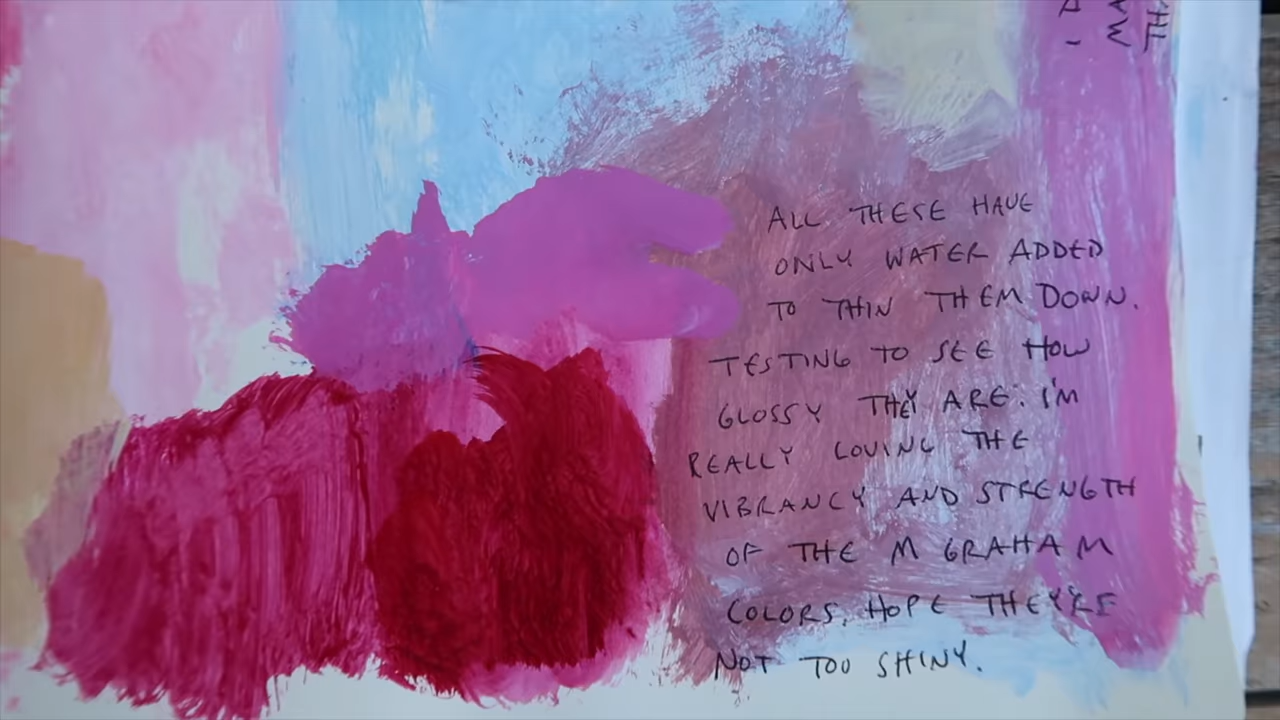 ALL THESE HAVE
ONLY WATER ADDED
TO THIN THEM DOWN.
TESTING TO SEE HOW
GLOSSY THEY ARE. I'M
REALLY LOVING THE
VIBRANCY AND STRENGTH
OF THE M GRAHAM
COLORS. HOPE THEY'RE
NOT TOO SHINY.